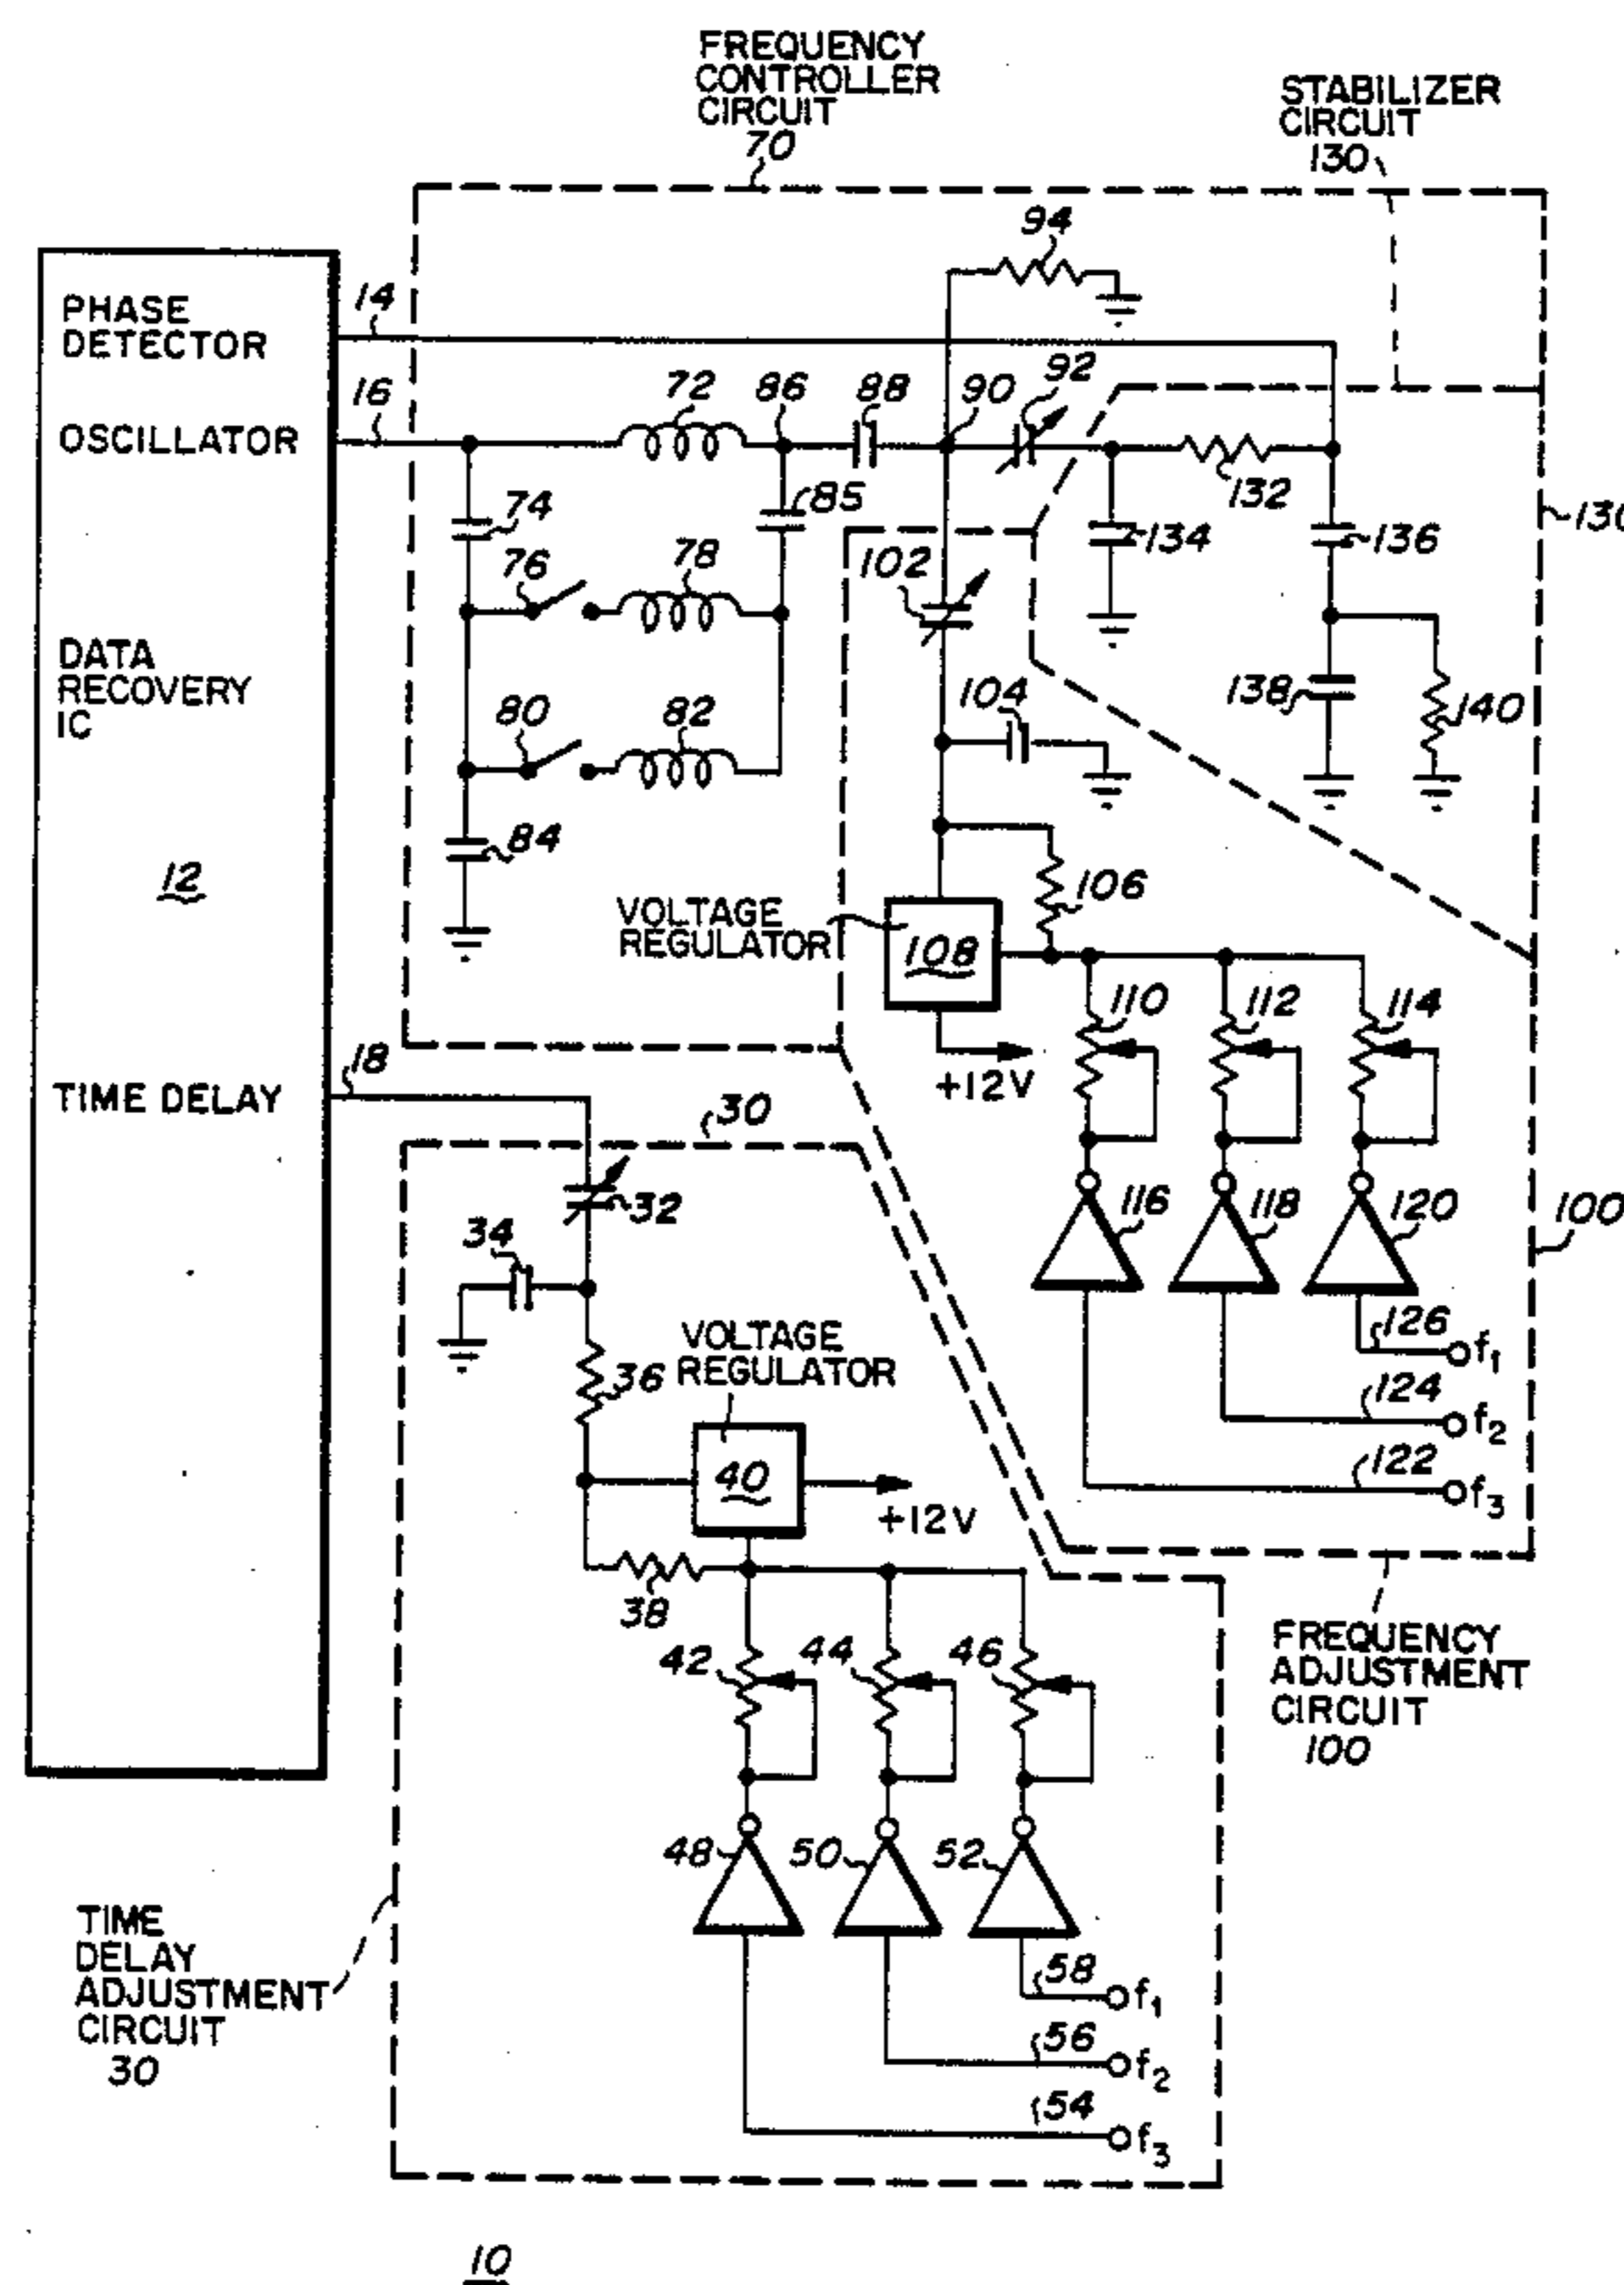 FREQUENCY
CONTROLLER
CIRCUIT
70
STABILIZER
CIRCUIT
130
94
PHASE
DETECTOR
14
16
72
86
88
90
92
OSCILLATOR
74
85
132
136
130
76
78
102
134
DATA
RECOVERY
IC
80
82
104
138
140
84
106
12
VOLTAGE
REGULATOR
108
110
112
114
18
+12V
TIME DELAY
30
32
116
118
120
100
34
126
f1
VOLTAGE
REGULATOR
36
124
f2
40
122
f3
+12V
38
42
44
46
FREQUENCY
ADJUSTMENT
CIRCUIT
100
48
50
52
TIME
DELAY
ADJUSTMENT
CIRCUIT
30
58
f1
56
f2
54
f3
10